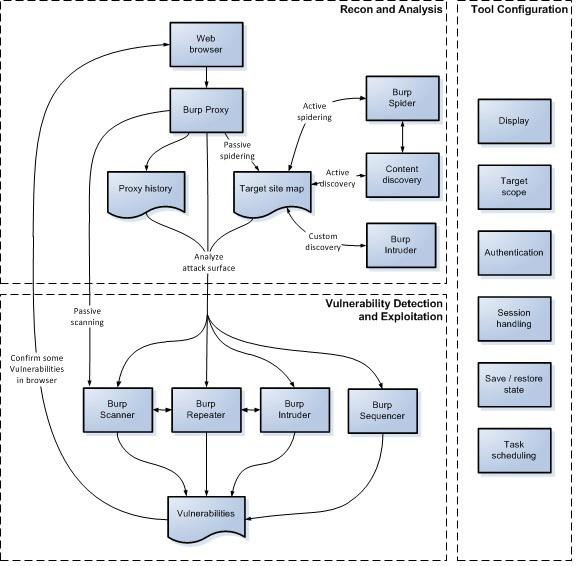 Recon and Analysis
Tool Configuration
Web
browser
Burp Proxy
Burp
Spider
Active
spidering
Passive
spidering
Display
Proxy history
Target site map
Active
discovery
Content
discovery
Target
scope
Custom
discovery
Burp
Intruder
Authentication
Analyze
attack surface
Vulnerability Detection
and Exploitation
Passive
scanning
Session
handling
Confirm some
Vulnerabilities
in browser
Burp
Scanner
Burp
Repeater
Burp
Intruder
Burp
Sequencer
Save / restore
state
Task
scheduling
Vulnerabilities